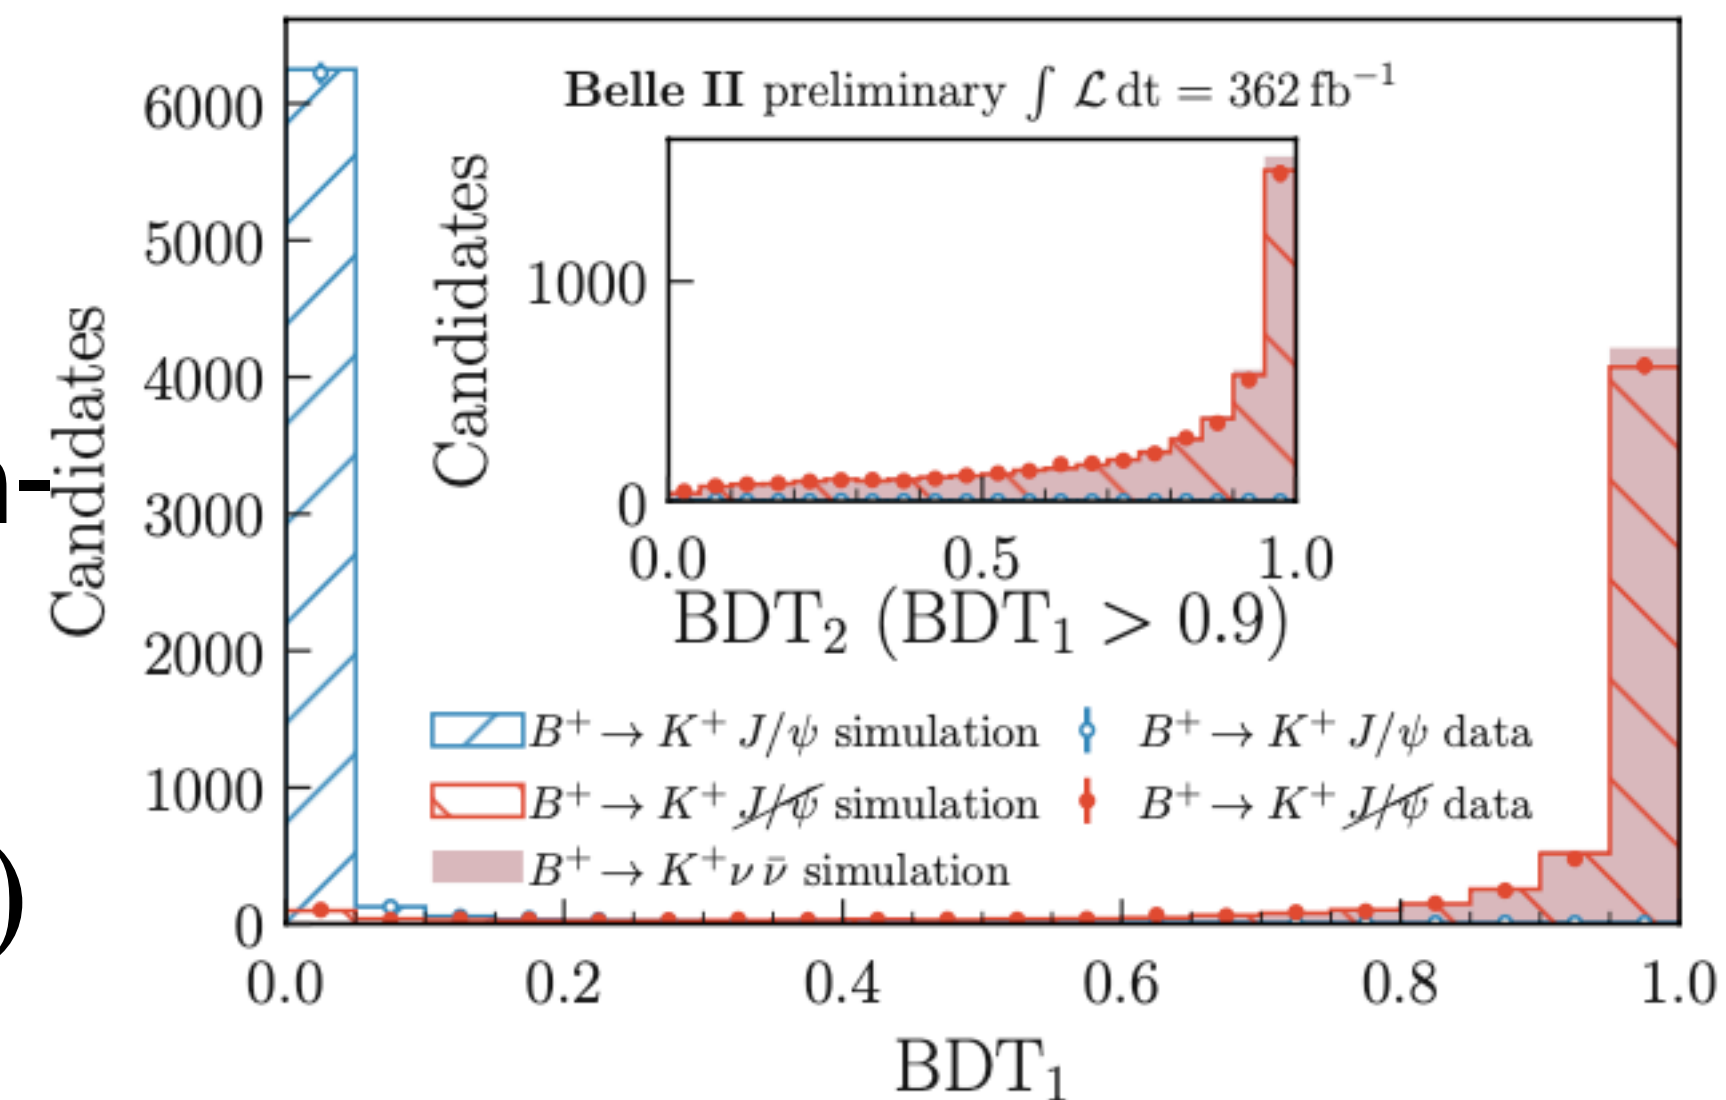 Belle II preliminary ∫ ℒ dt = 362 fb⁻¹
Candidates
6000
5000
4000
3000
2000
1000
0
Candidates
1000
0
0.0 0.5 1.0
BDT₂ (BDT₁ > 0.9)
B⁺ → K⁺ J/ψ simulation
B⁺ → K⁺ J̸/̸ψ̸ simulation
B⁺ → K⁺ν ν̄ simulation
B⁺ → K⁺ J/ψ data
B⁺ → K⁺ J̸/̸ψ̸ data
0.0 0.2 0.4 0.6 0.8 1.0
BDT₁
-
)